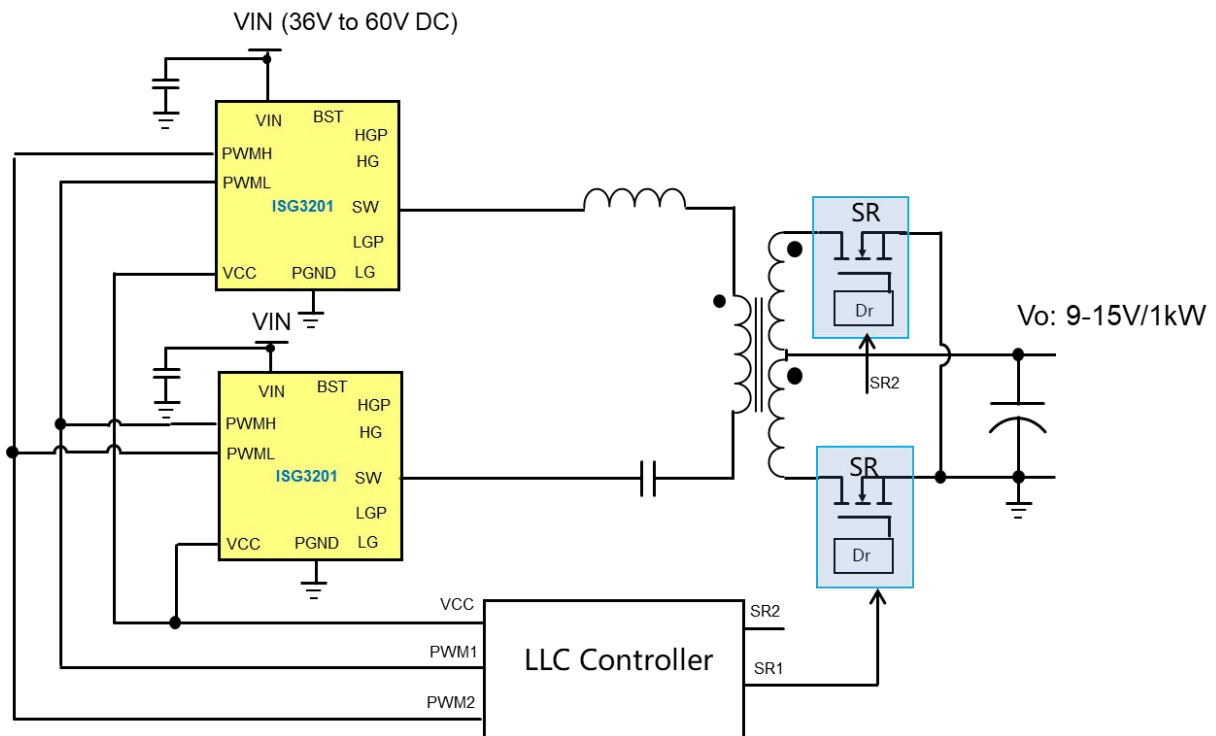 VIN (36V to 60V DC)
VIN
BST
HGP
PWMH
HG
PWML
ISG3201
SW
LGP
VCC
PGND
LG
VIN
VIN
BST
HGP
PWMH
HG
PWML
ISG3201
SW
LGP
VCC
PGND
LG
SR
Dr
SR2
Vo: 9-15V/1kW
SR
Dr
VCC
SR2
LLC Controller
PWM1
SR1
PWM2